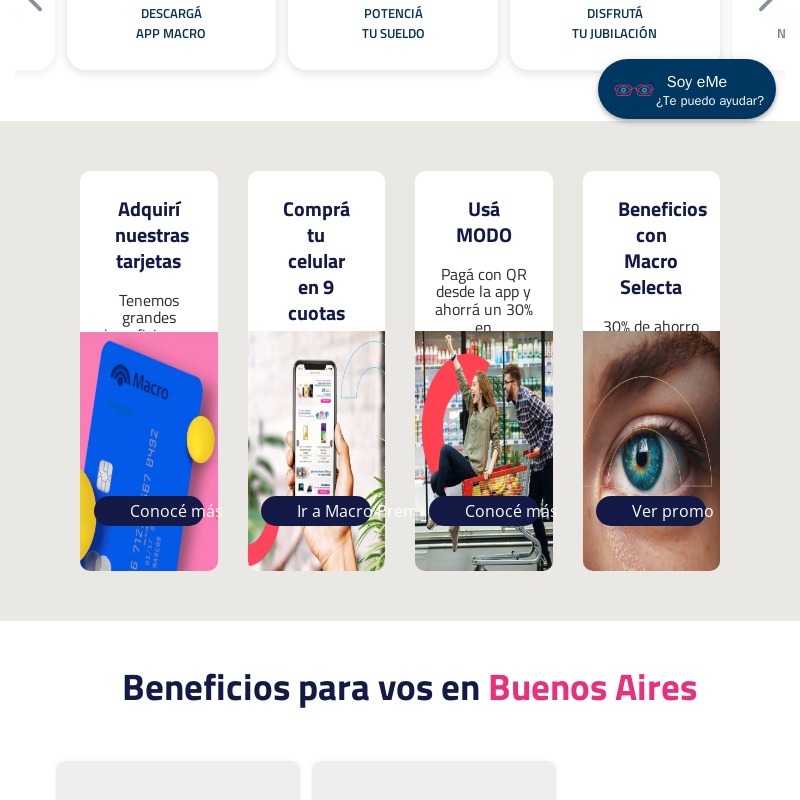 DESCARGÁ
APP MACRO
POTENCIÁ
TU SUELDO
DISFRUTÁ
TU JUBILACIÓN
N
Soy eMe
¿Te puedo ayudar?
Adquirí
nuestras
tarjetas
Tenemos
grandes
Macro
Conocé más
Comprá
tu
celular
en 9
cuotas
Ir a Macro Prem
Usá
MODO
Pagá con QR
desde la app y
ahorrá un 30%
en
Conocé más
Beneficios
con
Macro
Selecta
30% de ahorro
Ver promo
Beneficios para vos en Buenos Aires